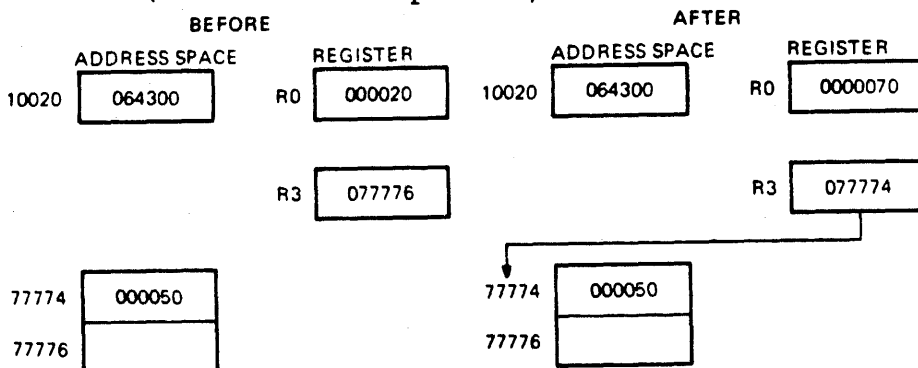 BEFORE AFTER
ADDRESS SPACE REGISTER REGISTER
ADDRESS SPACE
10020 064300 R0 000020 10020 064300 R0 0000070
R3 077776 R3 077774
77774 000050 77774 000050
77776 77776